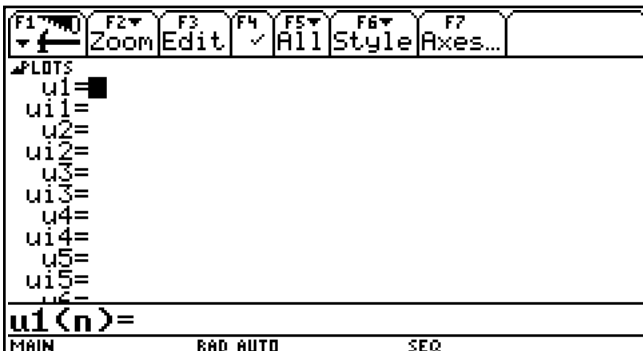 F1 F2 F3 F4 F5 F6 F7
Zoom Edit ✓ All Style Axes...
PLOTS
u1=
ui1=
u2=
ui2=
u3=
ui3=
u4=
ui4=
u5=
ui5=
u1(n)=
MAIN RAD AUTO SEQ